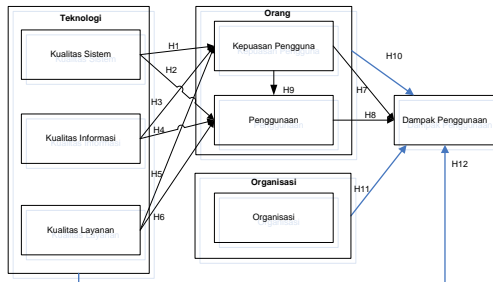 Teknologi
Orang
Kualitas Sistem
H1
Kepuasan Pengguna
H10
H2
H3
H9
H7
Kualitas Informasi
H4
Penggunaan
H8
Dampak Penggunaan
H5
H12
Organisasi
H6
H11
Kualitas Layanan
Organisasi